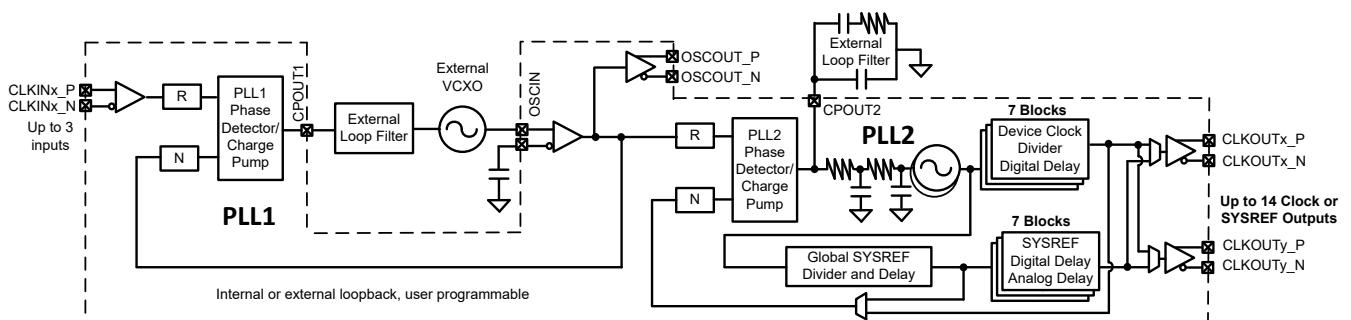 CLKINx_P
CLKINx_N
Up to 3
inputs
R
N
PLL1
Phase
Detector/
Charge
Pump
CPOUT1
PLL1
External
Loop Filter
External
VCXO
OSCIN
OSCOUT_P
OSCOUT_N
Internal or external loopback, user programmable
R
N
PLL2
Phase
Detector/
Charge
Pump
External
Loop Filter
CPOUT2
PLL2
7 Blocks
Device Clock
Divider
Digital Delay
7 Blocks
SYSREF
Digital Delay
Analog Delay
Global SYSREF
Divider and Delay
CLKOUTx_P
CLKOUTx_N
Up to 14 Clock or
SYSREF Outputs
CLKOUTy_P
CLKOUTy_N